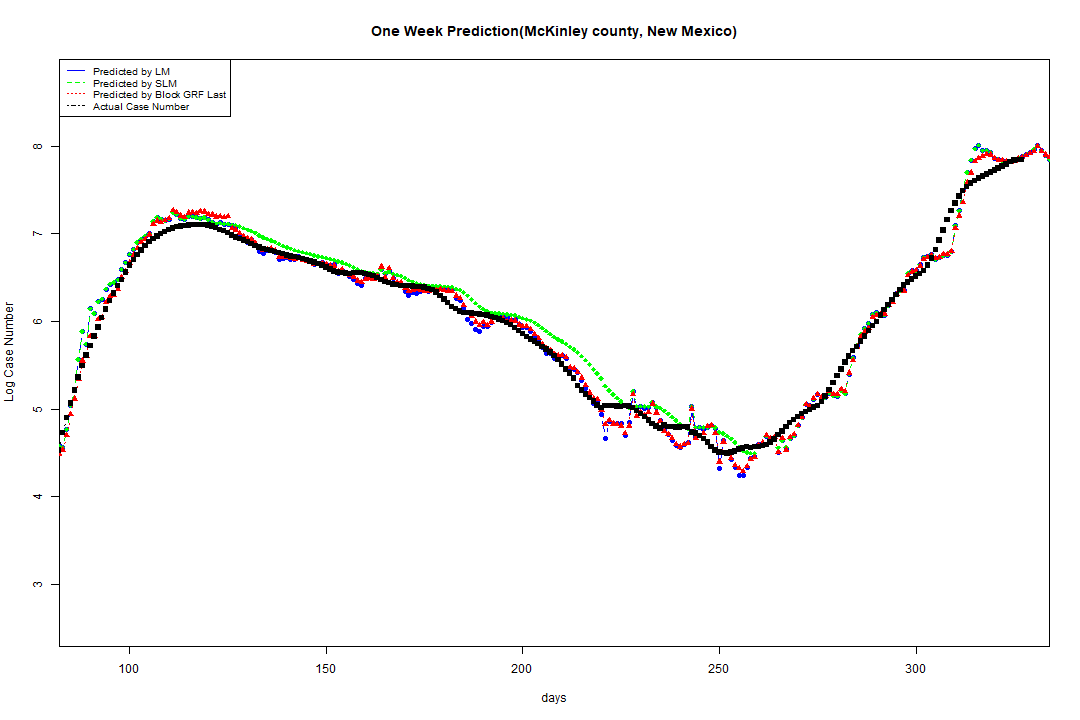 One Week Prediction(McKinley county, New Mexico)
Predicted by LM
Predicted by SLM
Predicted by Block GRF Last
Actual Case Number
8
7
6
5
4
3
Log Case Number
100 150 200 250 300
days